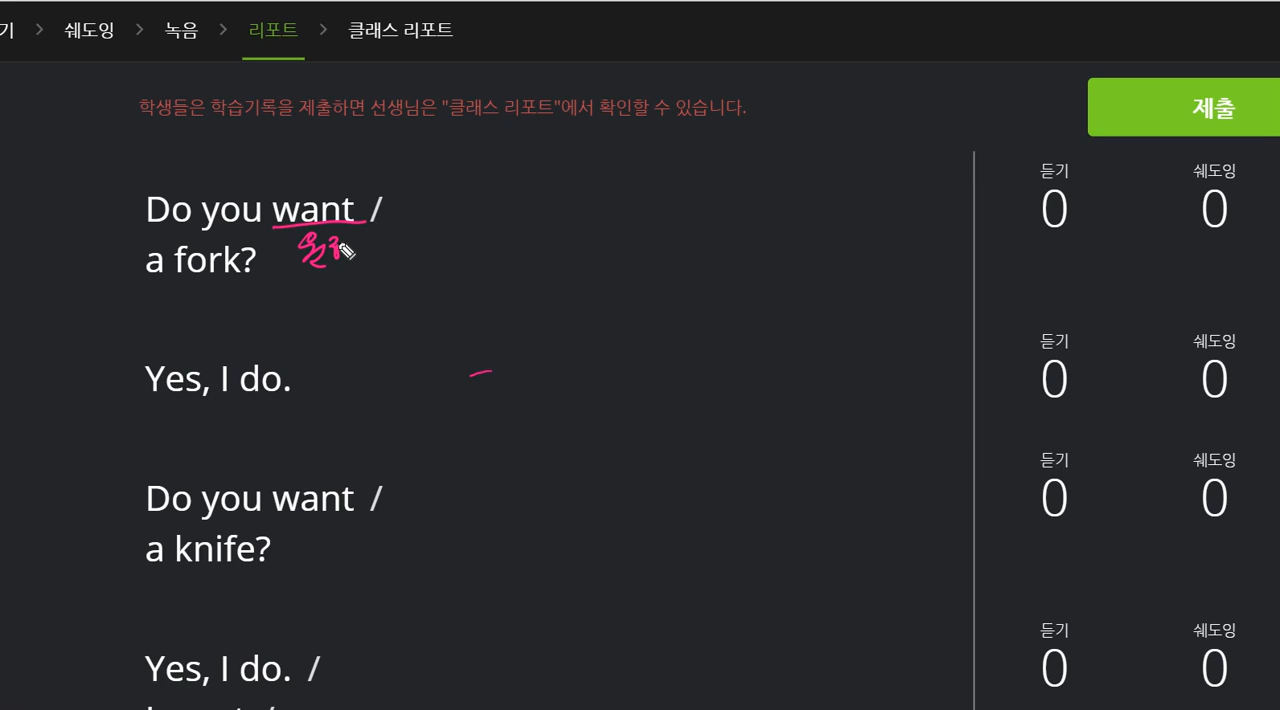 기 > 쉐도잉 > 녹음 > 리포트 > 클래스 리포트
학생들은 학습기록을 제출하면 선생님은 "클래스 리포트"에서 확인할 수 있습니다.
제출
듣기 쉐도잉
Do you want / 0 0
a fork?
듣기 쉐도잉
Yes, I do. 0 0
듣기 쉐도잉
Do you want / 0 0
a knife?
듣기 쉐도잉
Yes, I do. / 0 0